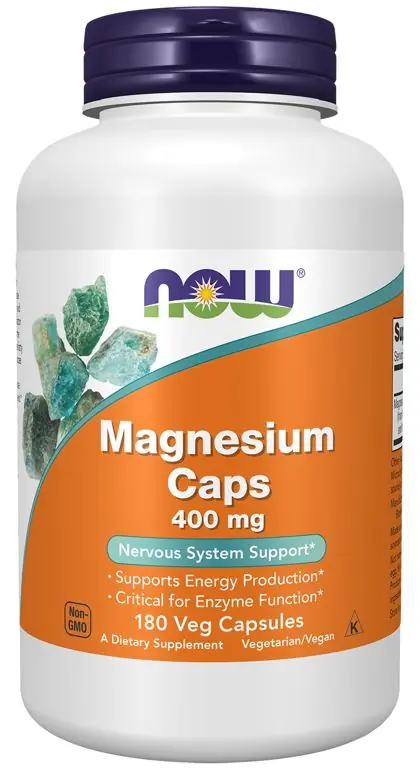 now®
Magnesium
Caps
400 mg
Nervous System Support*
• Supports Energy Production*
• Critical for Enzyme Function*
180 Veg Capsules
Non-
GMO
A Dietary Supplement Vegetarian/Vegan
K